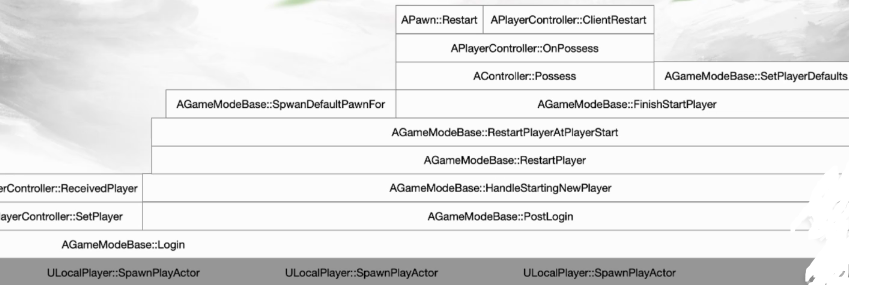 APawn::Restart APlayerController::ClientRestart
APlayerController::OnPossess
AController::Possess AGameModeBase::SetPlayerDefaults
AGameModeBase::SpwanDefaultPawnFor AGameModeBase::FinishStartPlayer
AGameModeBase::RestartPlayerAtPlayerStart
AGameModeBase::RestartPlayer
erController::ReceivedPlayer AGameModeBase::HandleStartingNewPlayer
ayerController::SetPlayer AGameModeBase::PostLogin
AGameModeBase::Login
ULocalPlayer::SpawnPlayActor ULocalPlayer::SpawnPlayActor ULocalPlayer::SpawnPlayActor